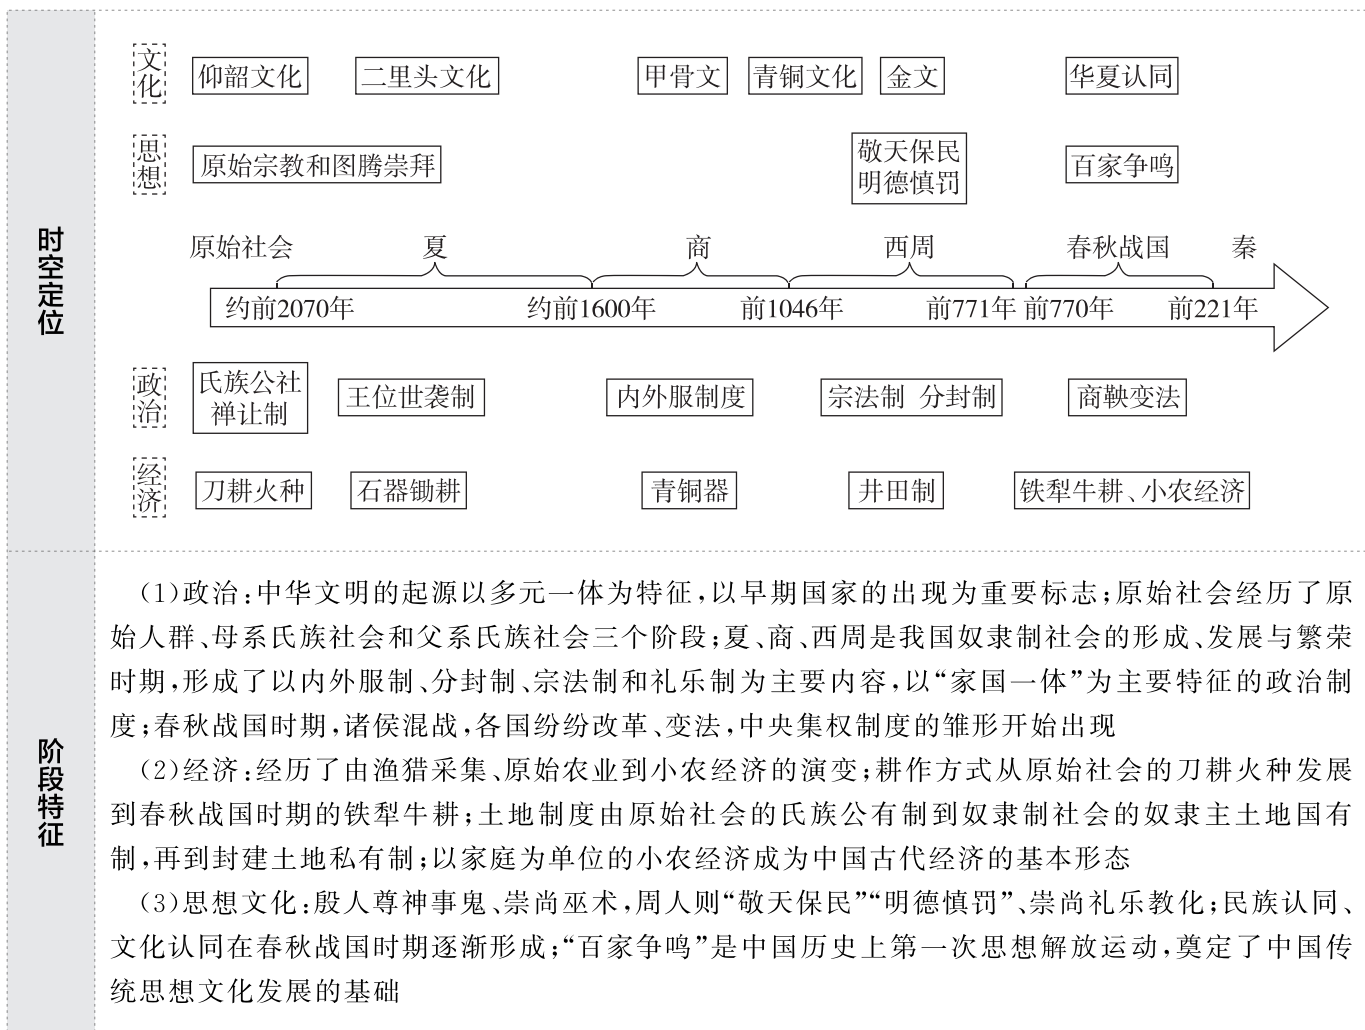 时空定位
文化
仰韶文化 二里头文化 甲骨文 青铜文化 金文 华夏认同
思想
原始宗教和图腾崇拜 敬天保民 百家争鸣
明德慎罚
原始社会 夏 商 西周 春秋战国 秦
约前2070年 约前1600年 前1046年 前771年 前770年 前221年
政治
氏族公社
禅让制
王位世袭制 内外服制度 宗法制 分封制 商鞅变法
经济
刀耕火种 石器锄耕 青铜器 井田制 铁犁牛耕、小农经济
阶段特征
(1)政治:中华文明的起源以多元一体为特征,以早期国家的出现为重要标志;原始社会经历了原
始人群、母系氏族社会和父系氏族社会三个阶段;夏、商、西周是我国奴隶制社会的形成、发展与繁荣
时期,形成了以内外服制、分封制、宗法制和礼乐制为主要内容,以“家国一体”为主要特征的政治制
度;春秋战国时期,诸侯混战,各国纷纷改革、变法,中央集权制度的雏形开始出现
(2)经济:经历了由渔猎采集、原始农业到小农经济的演变;耕作方式从原始社会的刀耕火种发展
到春秋战国时期的铁犁牛耕;土地制度由原始社会的氏族公有制到奴隶制社会的奴隶主土地国有
制,再到封建土地私有制;以家庭为单位的小农经济成为中国古代经济的基本形态
(3)思想文化:殷人尊神事鬼、崇尚巫术,周人则“敬天保民”“明德慎罚”、崇尚礼乐教化;民族认同、
文化认同在春秋战国时期逐渐形成;“百家争鸣”是中国历史上第一次思想解放运动,奠定了中国传
统思想文化发展的基础